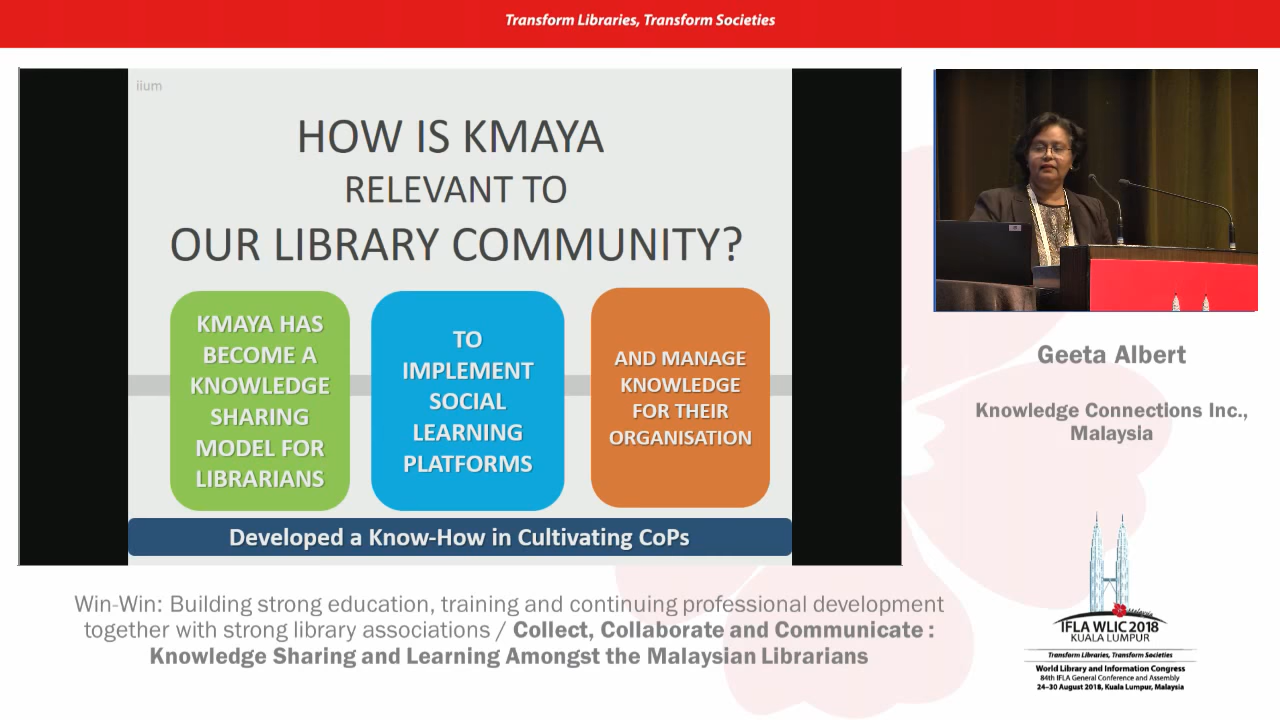 Transform Libraries, Transform Societies
iium
HOW IS KMAYA
RELEVANT TO
OUR LIBRARY COMMUNITY?
KMAYA HAS
BECOME A
KNOWLEDGE
SHARING
MODEL FOR
LIBRARIANS
TO
IMPLEMENT
SOCIAL
LEARNING
PLATFORMS
AND MANAGE
KNOWLEDGE
FOR THEIR
ORGANISATION
Developed a Know-How in Cultivating CoPs
Geeta Albert
Knowledge Connections Inc.,
Malaysia
Win-Win: Building strong education, training and continuing professional development
together with strong library associations / Collect, Collaborate and Communicate :
Knowledge Sharing and Learning Amongst the Malaysian Librarians
Malaysia
IFLA WLIC 2018
KUALA LUMPUR
Transform Libraries, Transform Societies
World Library and Information Congress
84th IFLA General Conference and Assembly
24–30 August 2018, Kuala Lumpur, Malaysia